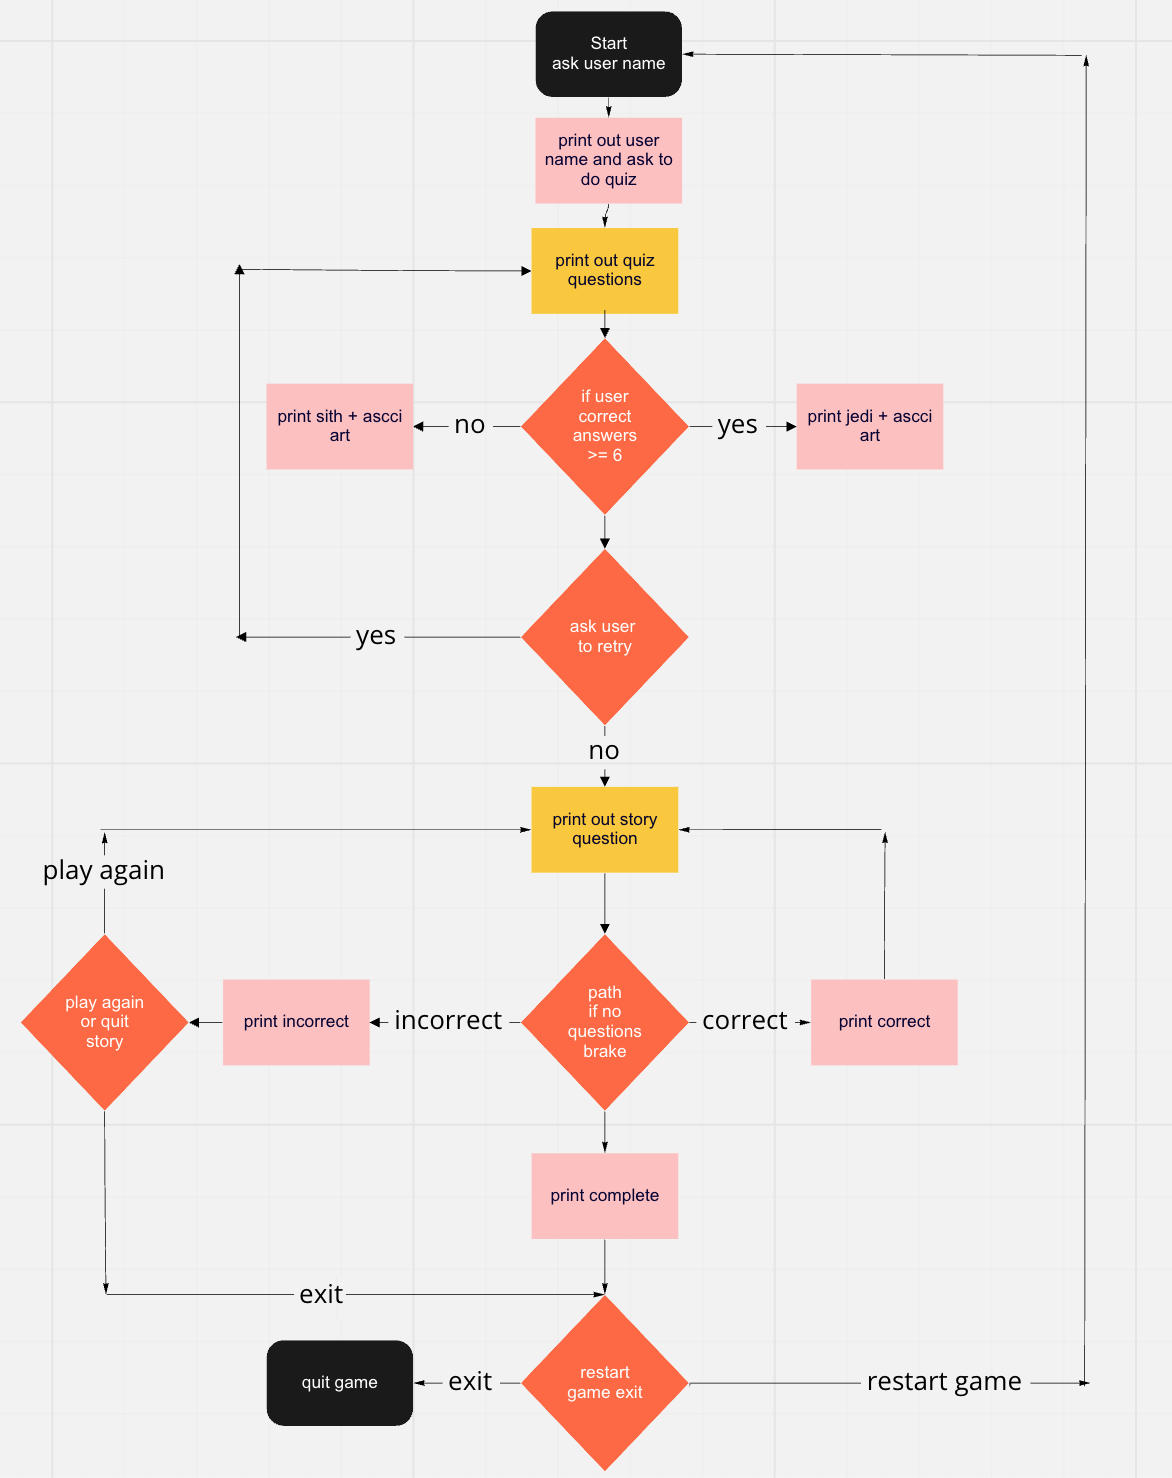 Start
ask user name
print out user
name and ask to
do quiz
print out quiz
questions
if user
correct
answers
>= 6
no
yes
print sith + ascci
art
print jedi + ascci
art
ask user
to retry
yes
no
print out story
question
play again
play again
or quit
story
print incorrect
incorrect
path
if no
questions
brake
correct
print correct
print complete
exit
quit game
exit
restart
game exit
restart game